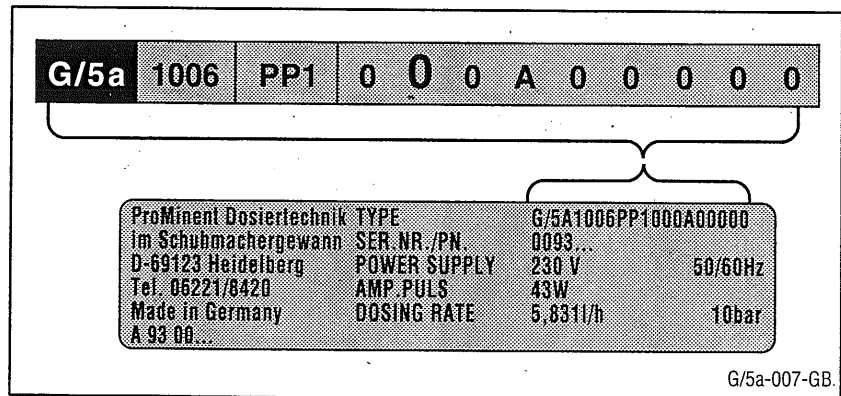 G/5a 1006 PP1 0 0 0 A 0 0 0 0 0
ProMinent Dosiertechnik TYPE G/5A1006PP1000A00000
Im Schuhmachergewann SER.NR./PN. 0093...
D-69123 Heidelberg POWER SUPPLY 230 V 50/60Hz
Tel. 06221/8420 AMP.PULS 43W
Made in Germany DOSING RATE 5,831l/h 10bar
A 93 00...
G/5a-007-GB.